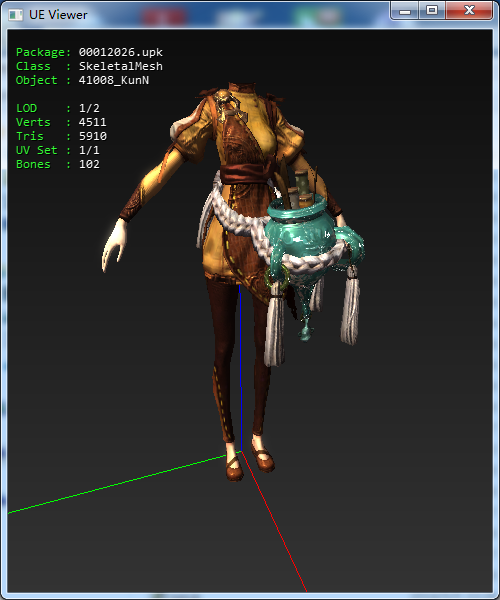 UE Viewer
Package: 00012026.upk
Class : SkeletalMesh
Object : 41008_KunN
LOD : 1/2
Verts : 4511
Tris : 5910
UV Set : 1/1
Bones : 102